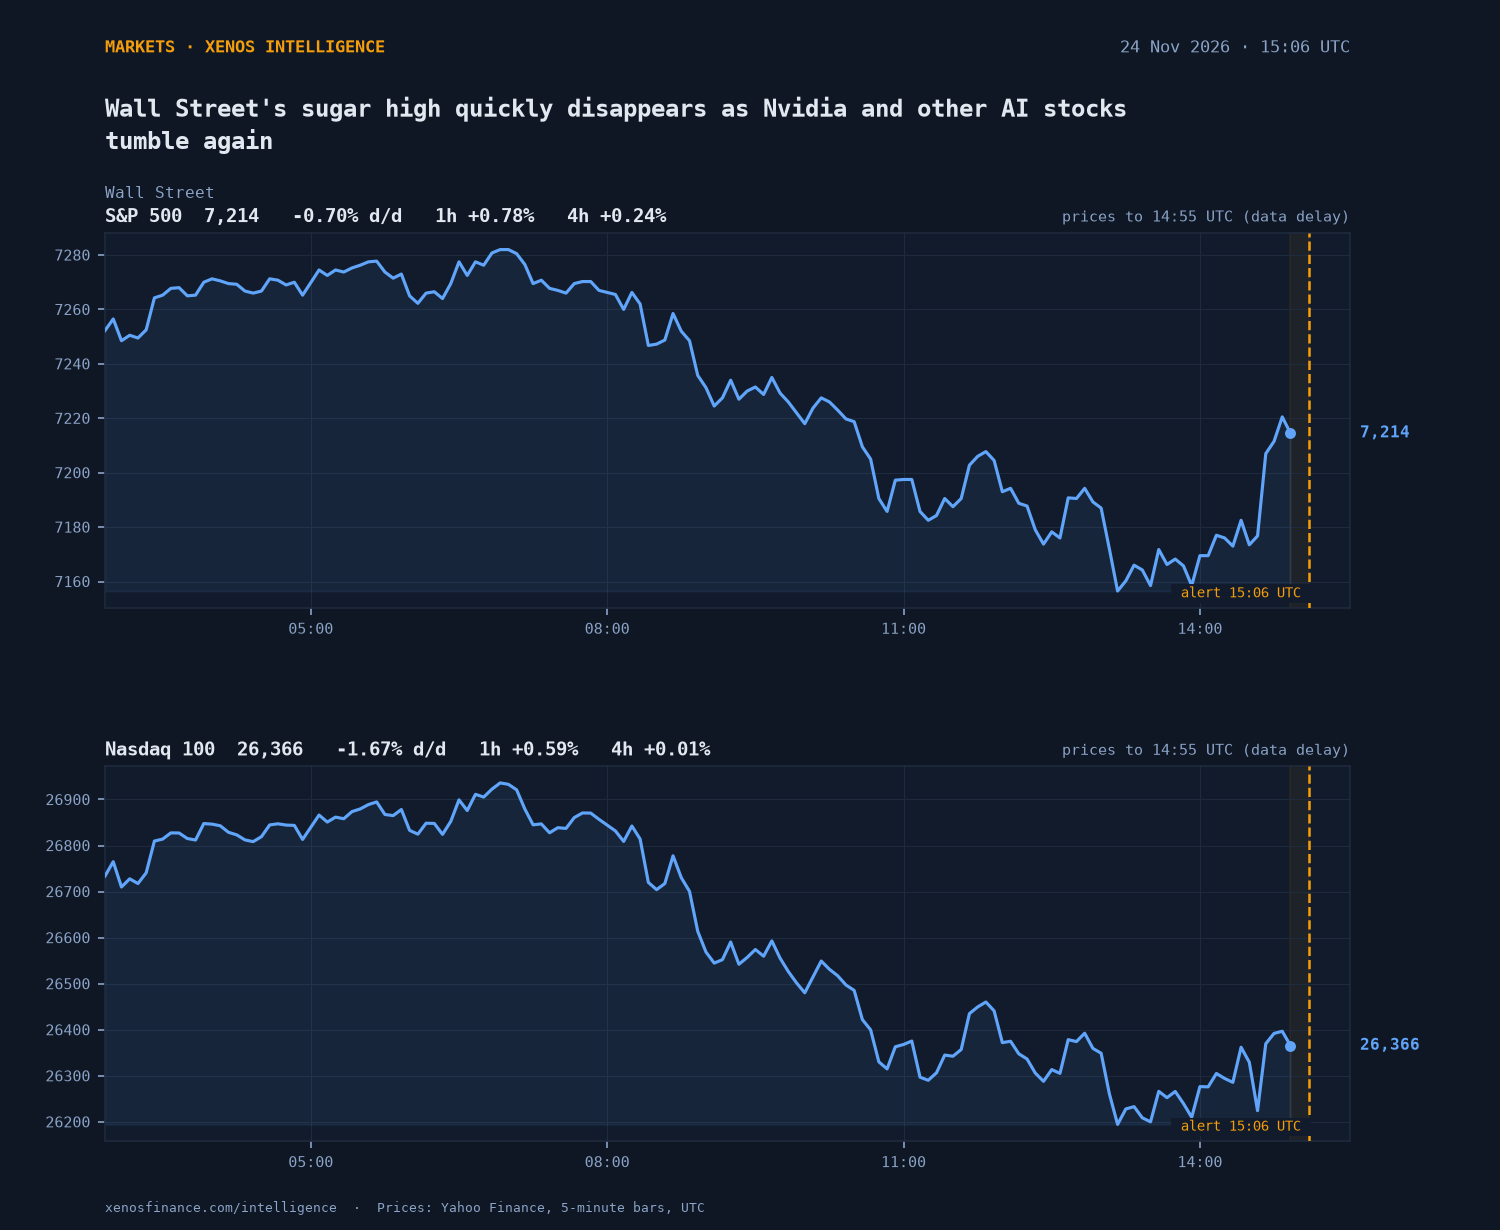 MARKETS · XENOS INTELLIGENCE
24 Nov 2026 · 15:06 UTC
Wall Street's sugar high quickly disappears as Nvidia and other AI stocks
tumble again
Wall Street
S&P 500  7,214   -0.70% d/d   1h +0.78%   4h +0.24%
prices to 14:55 UTC (data delay)
7280
7260
7240
7220
7200
7180
7160
7,214
alert 15:06 UTC
05:00
08:00
11:00
14:00
Nasdaq 100  26,366   -1.67% d/d   1h +0.59%   4h +0.01%
prices to 14:55 UTC (data delay)
26900
26800
26700
26600
26500
26400
26300
26200
26,366
alert 15:06 UTC
05:00
08:00
11:00
14:00
xenosfinance.com/intelligence  ·  Prices: Yahoo Finance, 5-minute bars, UTC